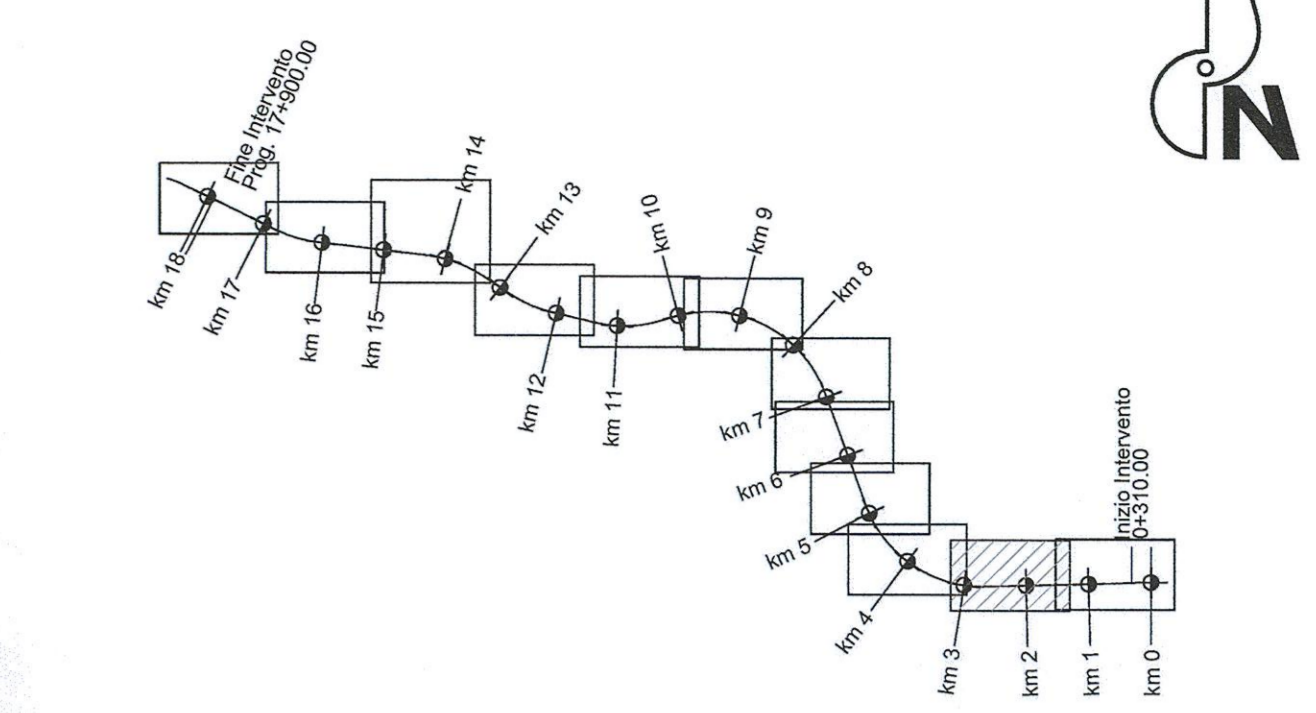 Fine Intervento
Prog. 17+900.00
km 18
km 17
km 16
km 15
km 14
km 13
km 12
km 11
km 10
km 9
km 8
km 7
km 6
km 5
km 4
km 3
km 2
km 1
km 0
Inizio Intervento
0+310.00
N